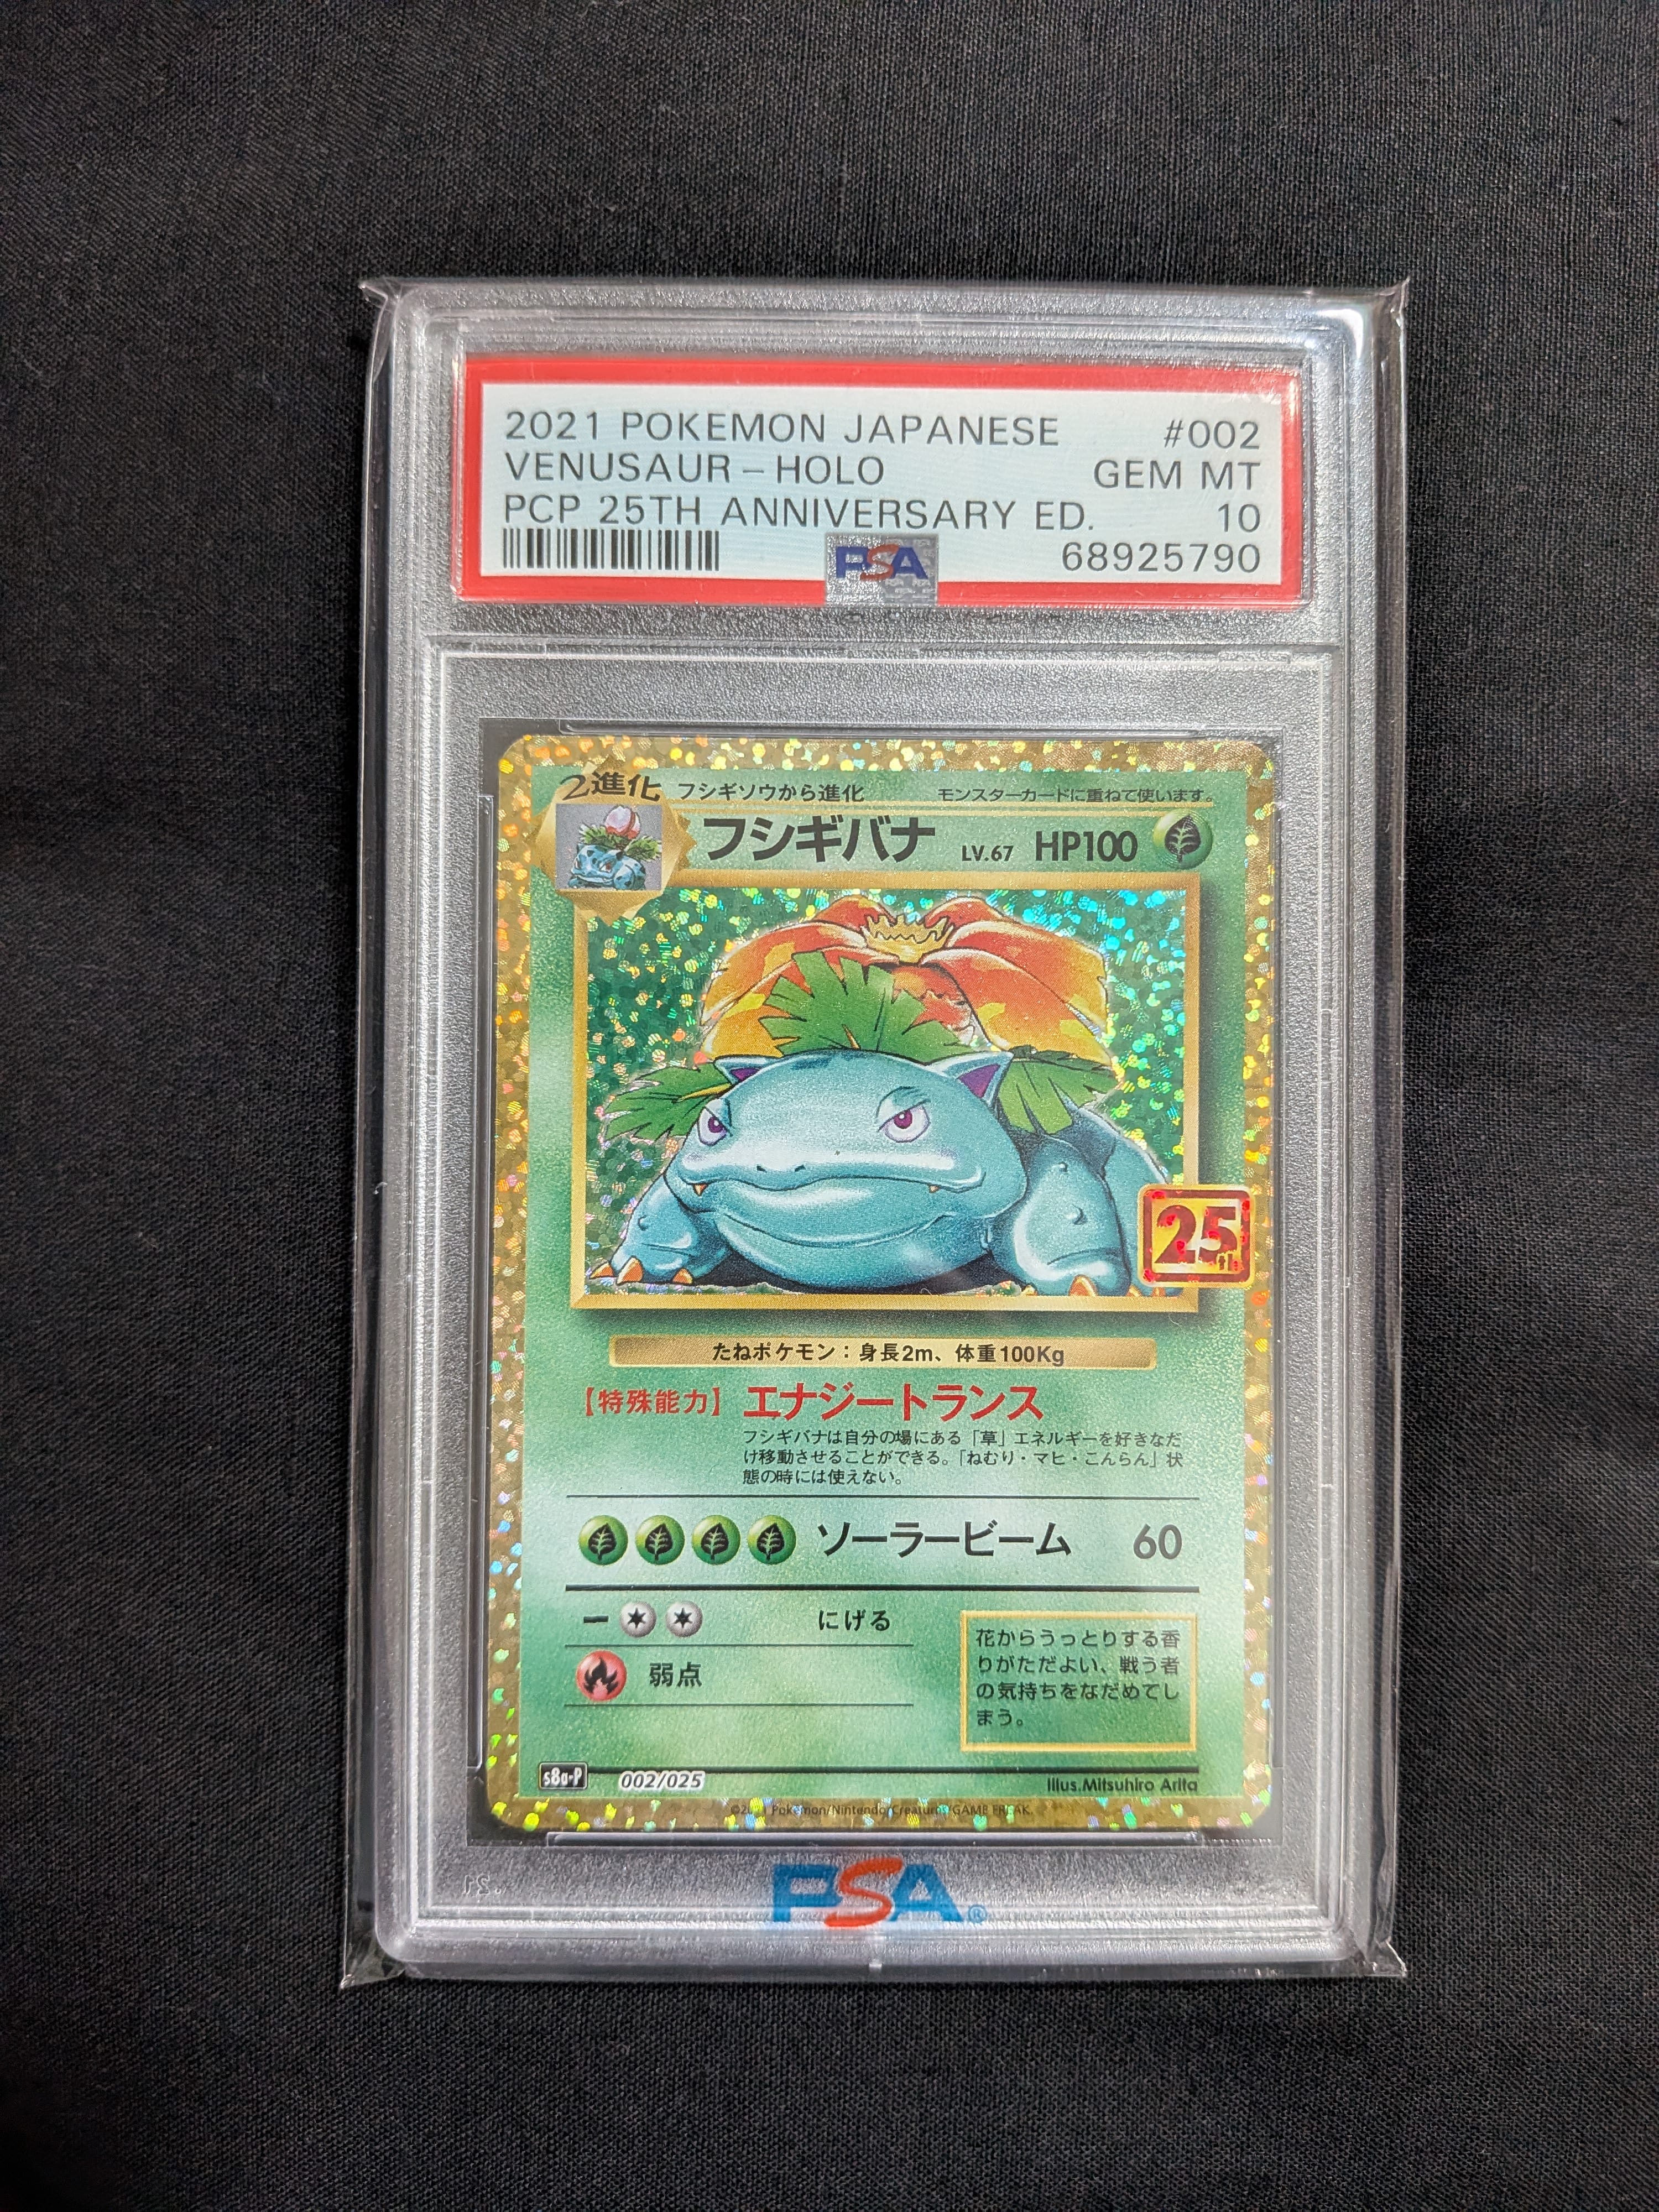 2021 POKEMON JAPANESE #002
VENUSAUR - HOLO GEM MT
PCP 25TH ANNIVERSARY ED. 10
PSA 68925790
2進化 フシギソウから進化 モンスターカードに重ねて使います。
フシギバナ LV.67 HP100
25th
たねポケモン：身長2m、体重100Kg
【特殊能力】 エナジートランス
フシギバナは自分の場にある「草」エネルギーを好きなだ
け移動させることができる。「ねむり・マヒ・こんらん」状
態の時には使えない。
ソーラービーム 60
にげる
弱点
花からうっとりする香
りがただよい、戦う者
の気持ちをなだめてし
まう。
s8a-P 002/025 Illus.Mitsuhiro Arita
©2021 Pokémon/Nintendo/Creatures/GAME FREAK.
PSA®